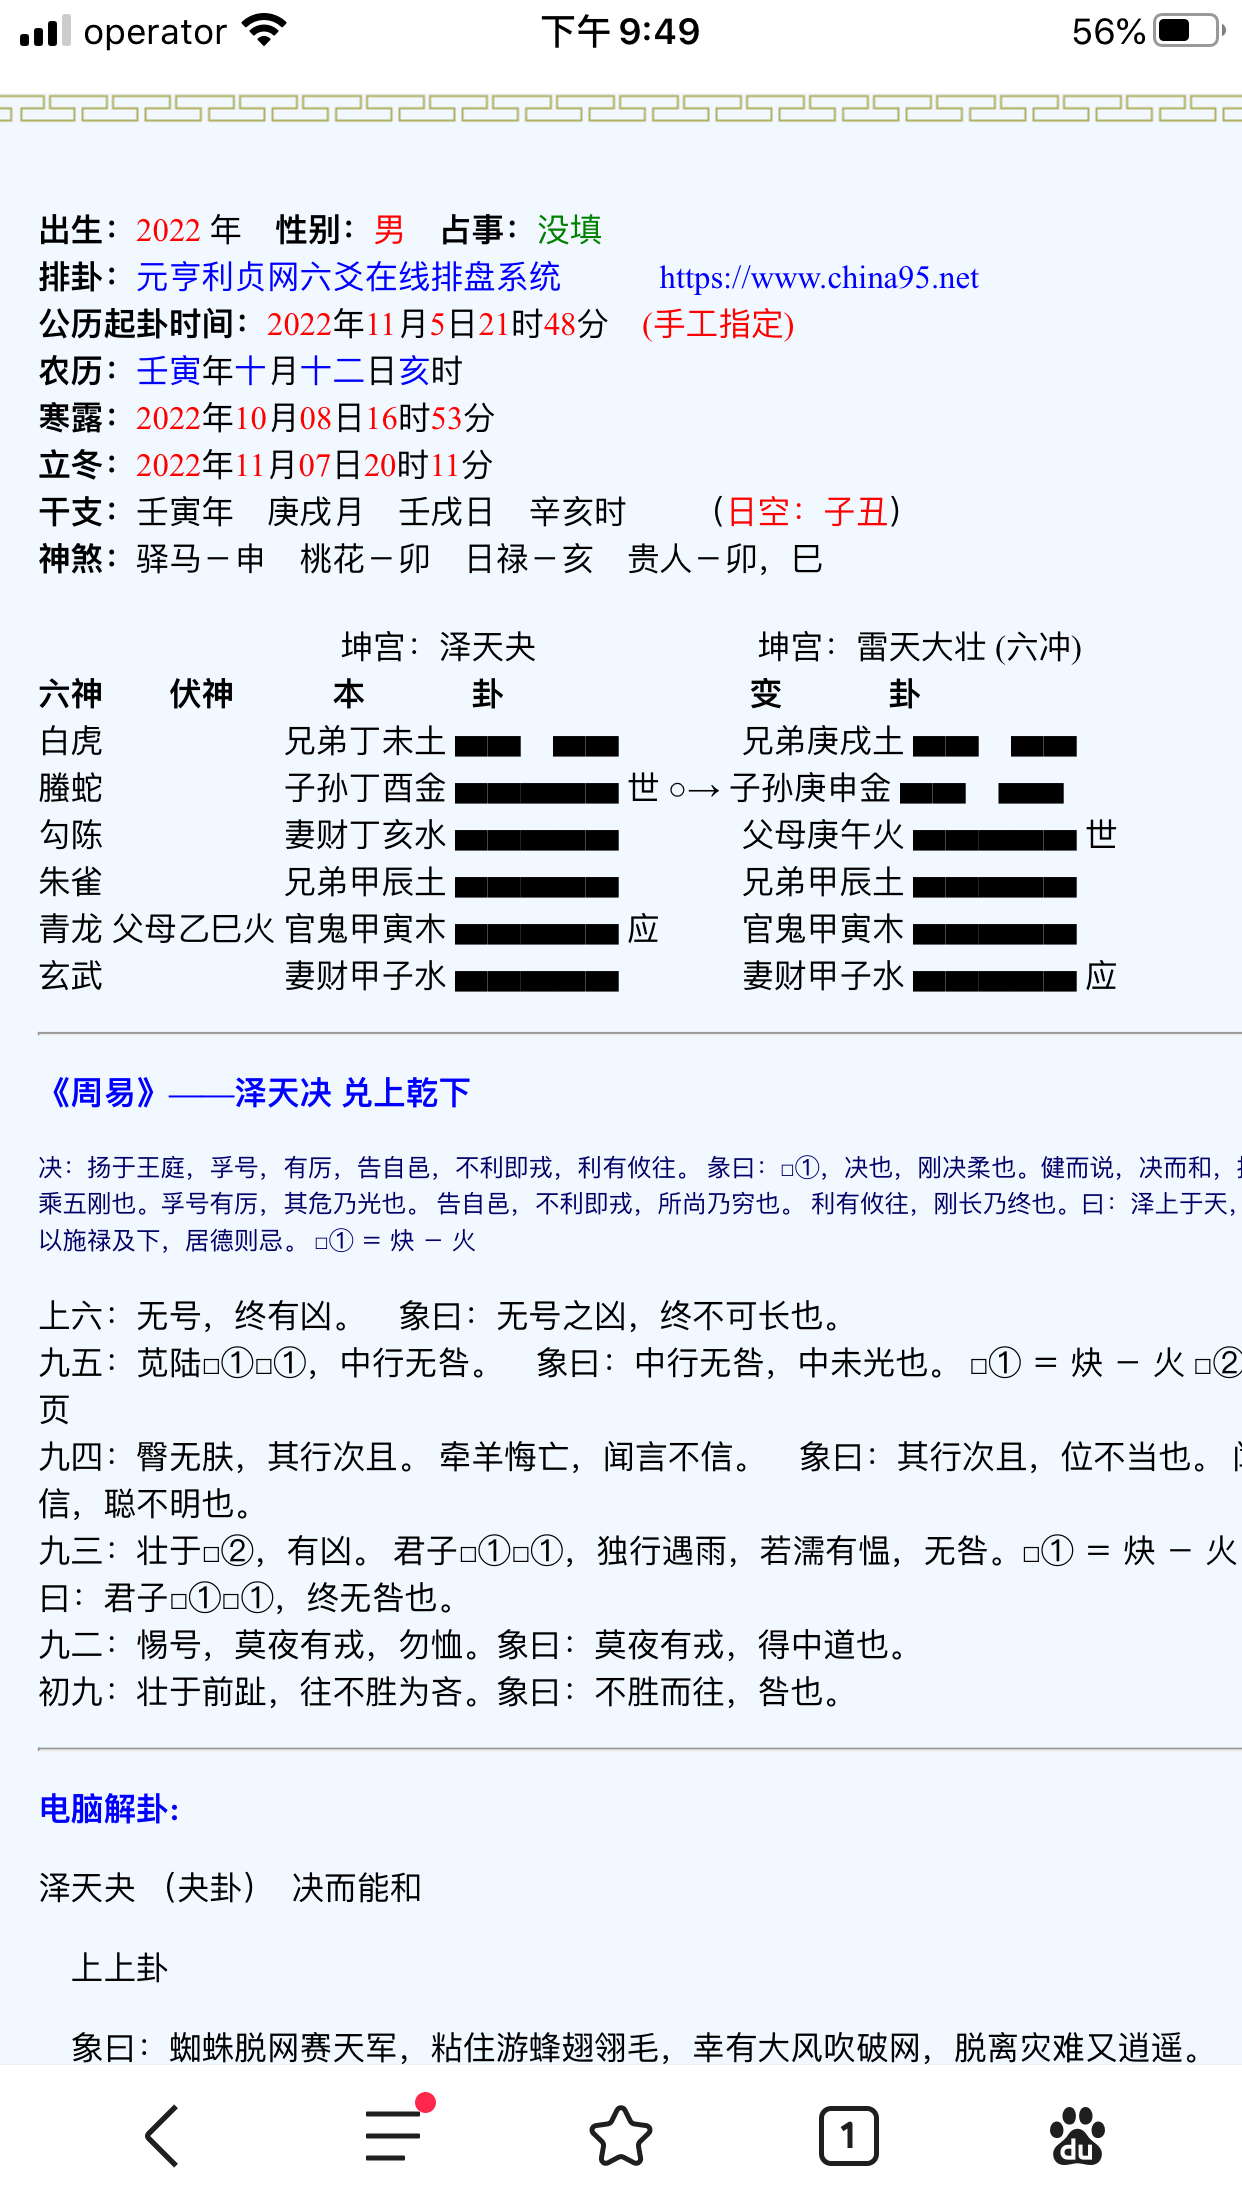 operator 下午 9:49 56%
出生：2022 年 性别：男 占事：没填
排卦：元亨利贞网六爻在线排盘系统 https://www.china95.net
公历起卦时间：2022年11月5日21时48分 (手工指定)
农历：壬寅年十月十二日亥时
寒露：2022年10月08日16时53分
立冬：2022年11月07日20时11分
干支：壬寅年 庚戌月 壬戌日 辛亥时 （日空：子丑）
神煞：驿马－申 桃花－卯 日禄－亥 贵人－卯，巳
坤宫：泽天夬 坤宫：雷天大壮 (六冲)
六神 伏神 本 卦 变 卦
白虎 兄弟丁未土 兄弟庚戌土
螣蛇 子孙丁酉金 世 ○→ 子孙庚申金
勾陈 妻财丁亥水 父母庚午火 世
朱雀 兄弟甲辰土 兄弟甲辰土
青龙 父母乙巳火 官鬼甲寅木 应 官鬼甲寅木
玄武 妻财甲子水 妻财甲子水 应
《周易》——泽天决 兑上乾下
决：扬于王庭，孚号，有厉，告自邑，不利即戎，利有攸往。 彖曰：□①，决也，刚决柔也。健而说，决而和，
乘五刚也。孚号有厉，其危乃光也。 告自邑，不利即戎，所尚乃穷也。 利有攸往，刚长乃终也。曰：泽上于天，
以施禄及下，居德则忌。 □① ＝ 炔 － 火
上六：无号，终有凶。 象曰：无号之凶，终不可长也。
九五：苋陆□①□①，中行无咎。 象曰：中行无咎，中未光也。 □① ＝ 炔 － 火 □②
页
九四：臀无肤，其行次且。 牵羊悔亡，闻言不信。 象曰：其行次且，位不当也。
信，聪不明也。
九三：壮于□②，有凶。 君子□①□①，独行遇雨，若濡有愠，无咎。□① ＝ 炔 － 火
曰：君子□①□①，终无咎也。
九二：惕号，莫夜有戎，勿恤。象曰：莫夜有戎，得中道也。
初九：壮于前趾，往不胜为吝。象曰：不胜而往，咎也。
电脑解卦:
泽天夬 （夬卦） 决而能和
上上卦
象曰：蜘蛛脱网赛天军，粘住游蜂翅翎毛，幸有大风吹破网，脱离灾难又逍遥。
1
du